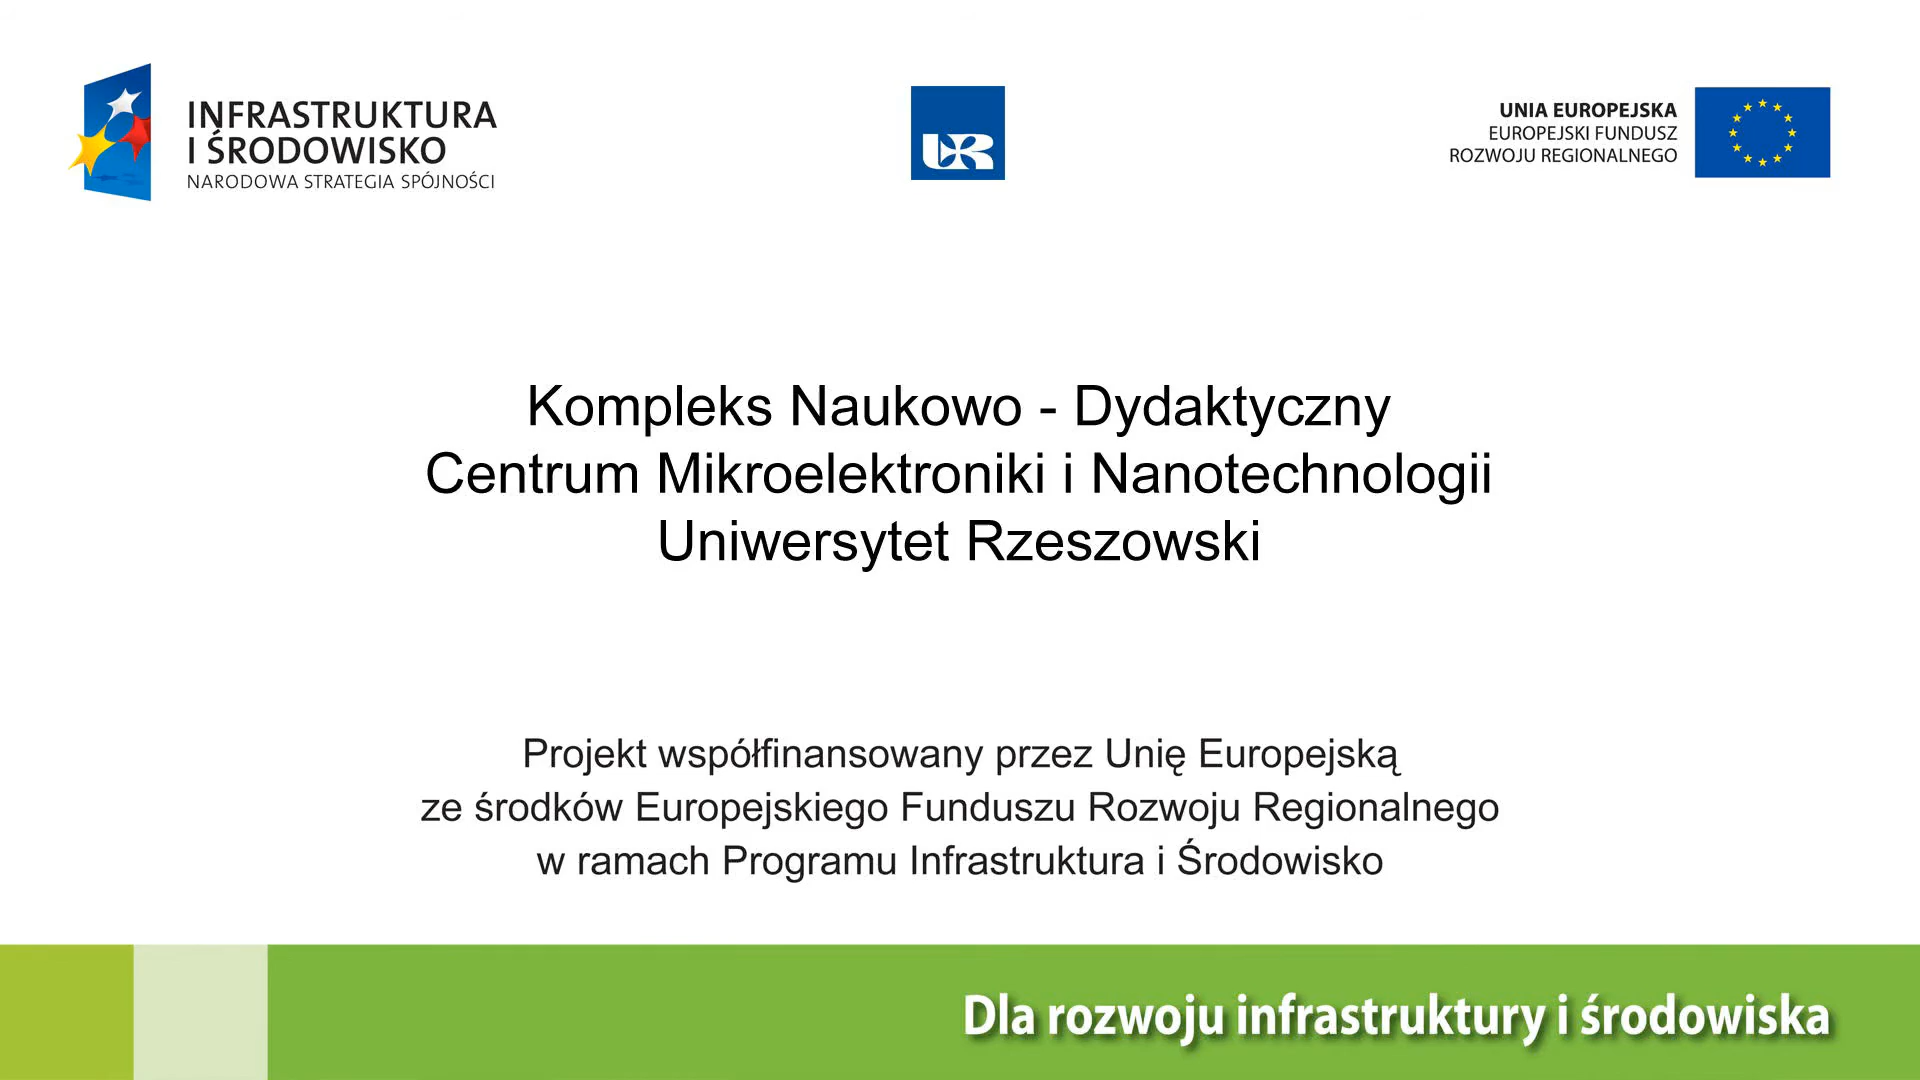 INFRASTRUKTURA
I ŚRODOWISKO
NARODOWA STRATEGIA SPÓJNOŚCI
UR
UNIA EUROPEJSKA
EUROPEJSKI FUNDUSZ
ROZWOJU REGIONALNEGO
Kompleks Naukowo - Dydaktyczny
Centrum Mikroelektroniki i Nanotechnologii
Uniwersytet Rzeszowski
Projekt współfinansowany przez Unię Europejską
ze środków Europejskiego Funduszu Rozwoju Regionalnego
w ramach Programu Infrastruktura i Środowisko
Dla rozwoju infrastruktury i środowiska